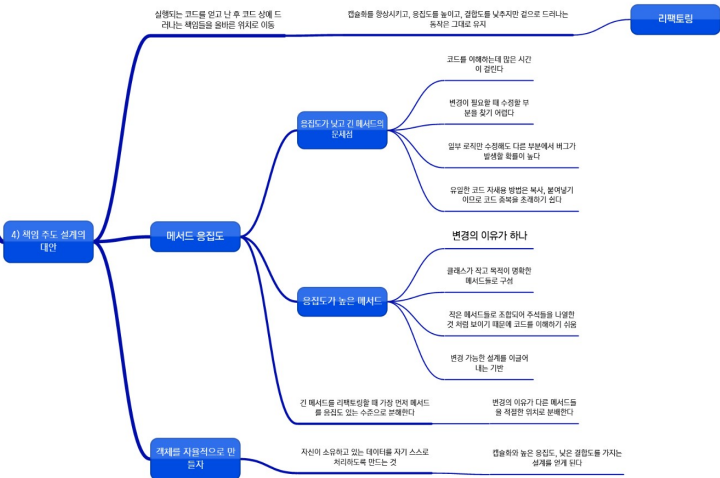 실행되는 코드를 얻고 난 후 코드 상에 드
러나는 책임들을 올바른 위치로 이동
캡슐화를 향상시키고, 응집도를 높이고, 결합도를 낮추지만 겉으로 드러나는
동작은 그대로 유지
리팩토링
4) 책임 주도 설계의
대안
메서드 응집도
응집도가 낮고 긴 메서드의
문제점
코드를 이해하는데 많은 시간
이 걸린다
변경이 필요할 때 수정할 부
분을 찾기 어렵다
일부 로직만 수정해도 다른 부분에서 버그가
발생할 확률이 높다
유일한 코드 재사용 방법은 복사, 붙여넣기
이므로 코드 중복을 초래하기 쉽다
응집도가 높은 메서드
변경의 이유가 하나
클래스가 작고 목적이 명확한
메서드들로 구성
작은 메서드들로 조합되어 주석들을 나열한
것 처럼 보이기 때문에 코드를 이해하기 쉬움
변경 가능한 설계를 이끌어
내는 기반
긴 메서드를 리팩토링할 때 가장 먼저 메서드
를 응집도 있는 수준으로 분해한다
변경의 이유가 다른 메서드들
을 적절한 위치로 분배한다
객체를 자율적으로 만
들자
자신이 소유하고 있는 데이터를 자기 스스로
처리하도록 만드는 것
캡슐화와 높은 응집도, 낮은 결합도를 가지는
설계를 얻게 된다